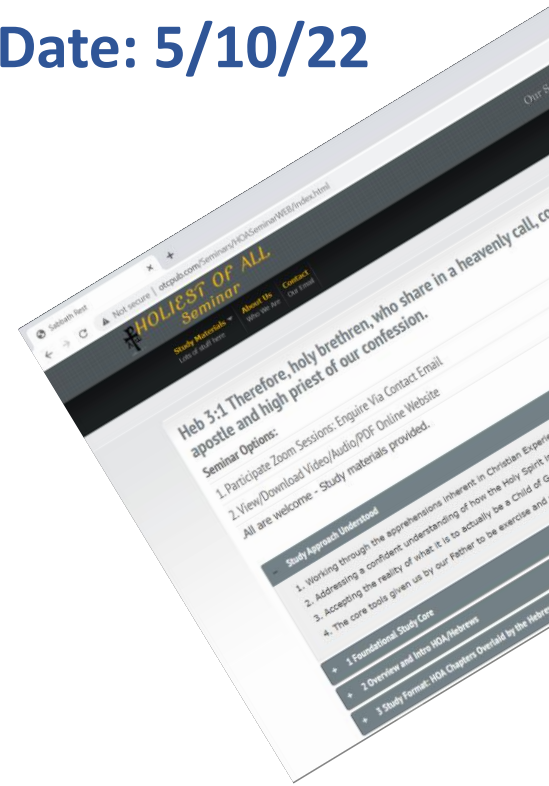 Date: 5/10/22
Our S
Sabbath Rest
Not secure | otcpub.com/Seminars/HOASeminarWEB/index.html
HOLIEST OF ALL
Seminar
Study Materials
Lots of stuff here
About Us
Who We Are
Contact
Our Email
Heb 3:1 Therefore, holy brethren, who share in a heavenly call, co
apostle and high priest of our confession.
Seminar Options:
1. Participate Zoom Sessions: Enquire Via Contact Email
2. View/Download Video/Audio/PDF Online Website
All are welcome - Study materials provided.
- Study Approach Understood
1. Working through the apprehensions inherent in Christian Experie
2. Addressing a confident understanding of how the Holy Spirit i
3. Accepting the reality of what it is to actually be a Child of G
4. The core tools given us by our Father to be exercise and
+ 1 Foundational Study Core
+ 2 Overview and Intro HOA/Hebrews
+ 3 Study Format: HOA Chapters Overlaid by the Hebre